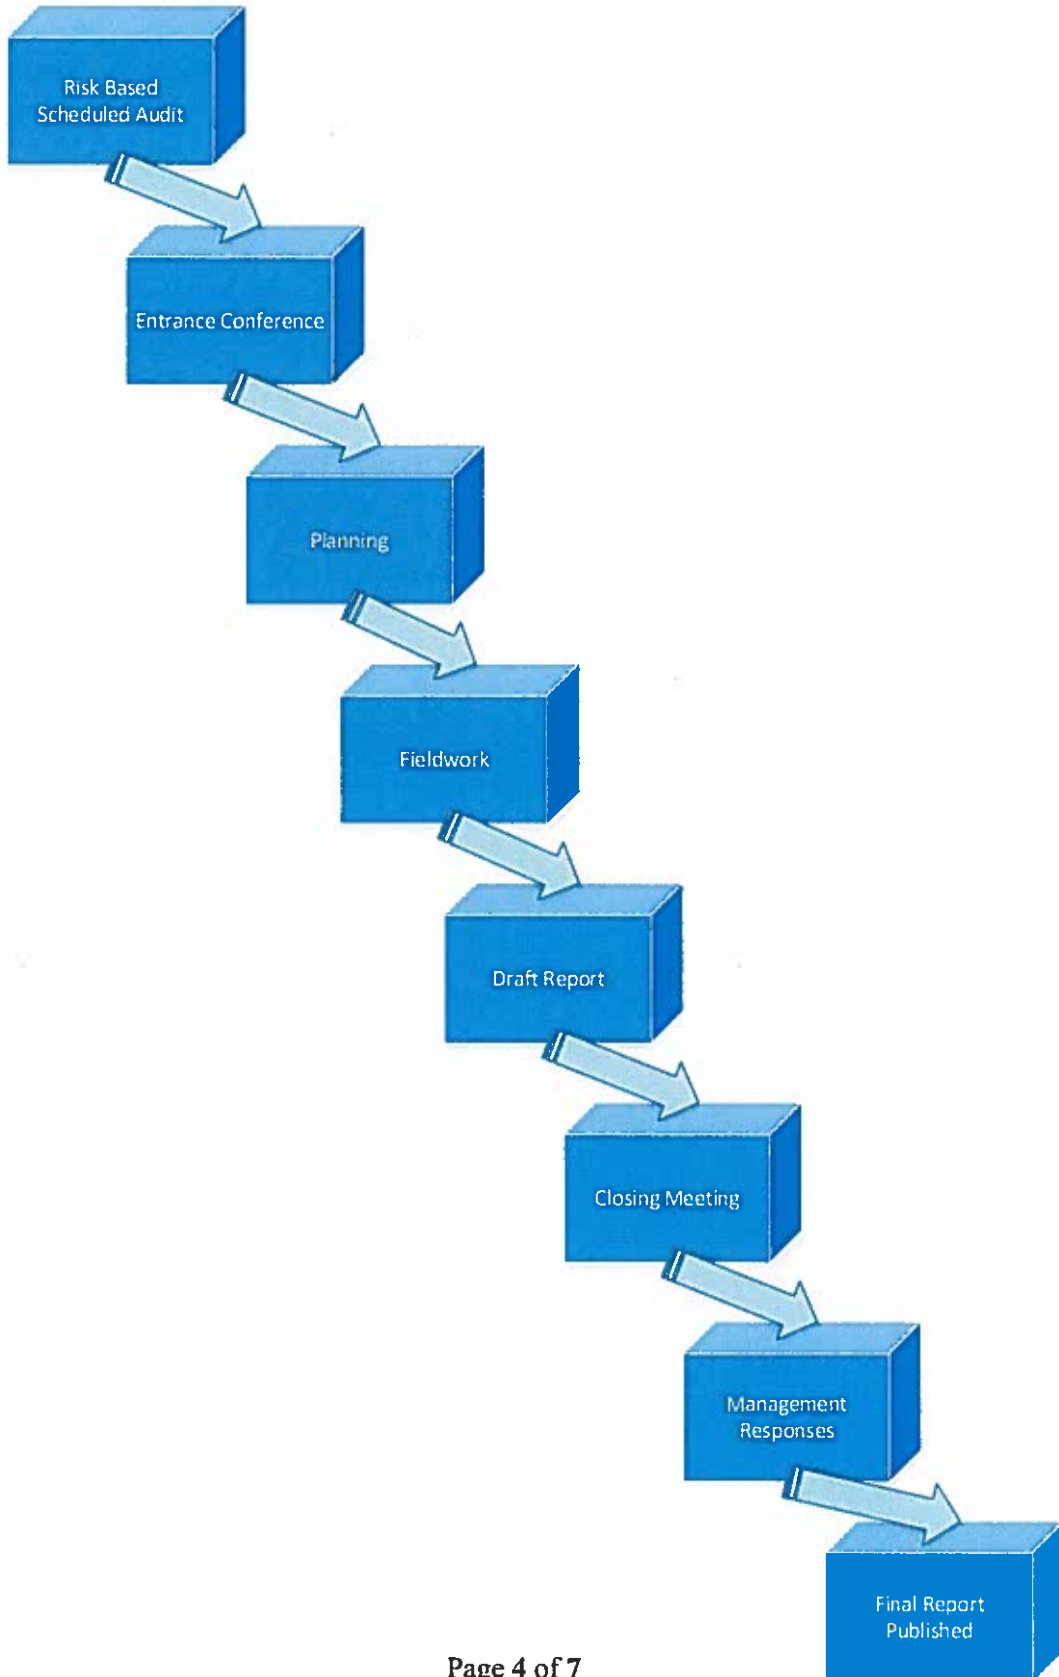 Risk Based
Scheduled Audit
Entrance Conference
Planning
Fieldwork
Draft Report
Closing Meeting
Management
Responses
Final Report
Published
Page 4 of 7